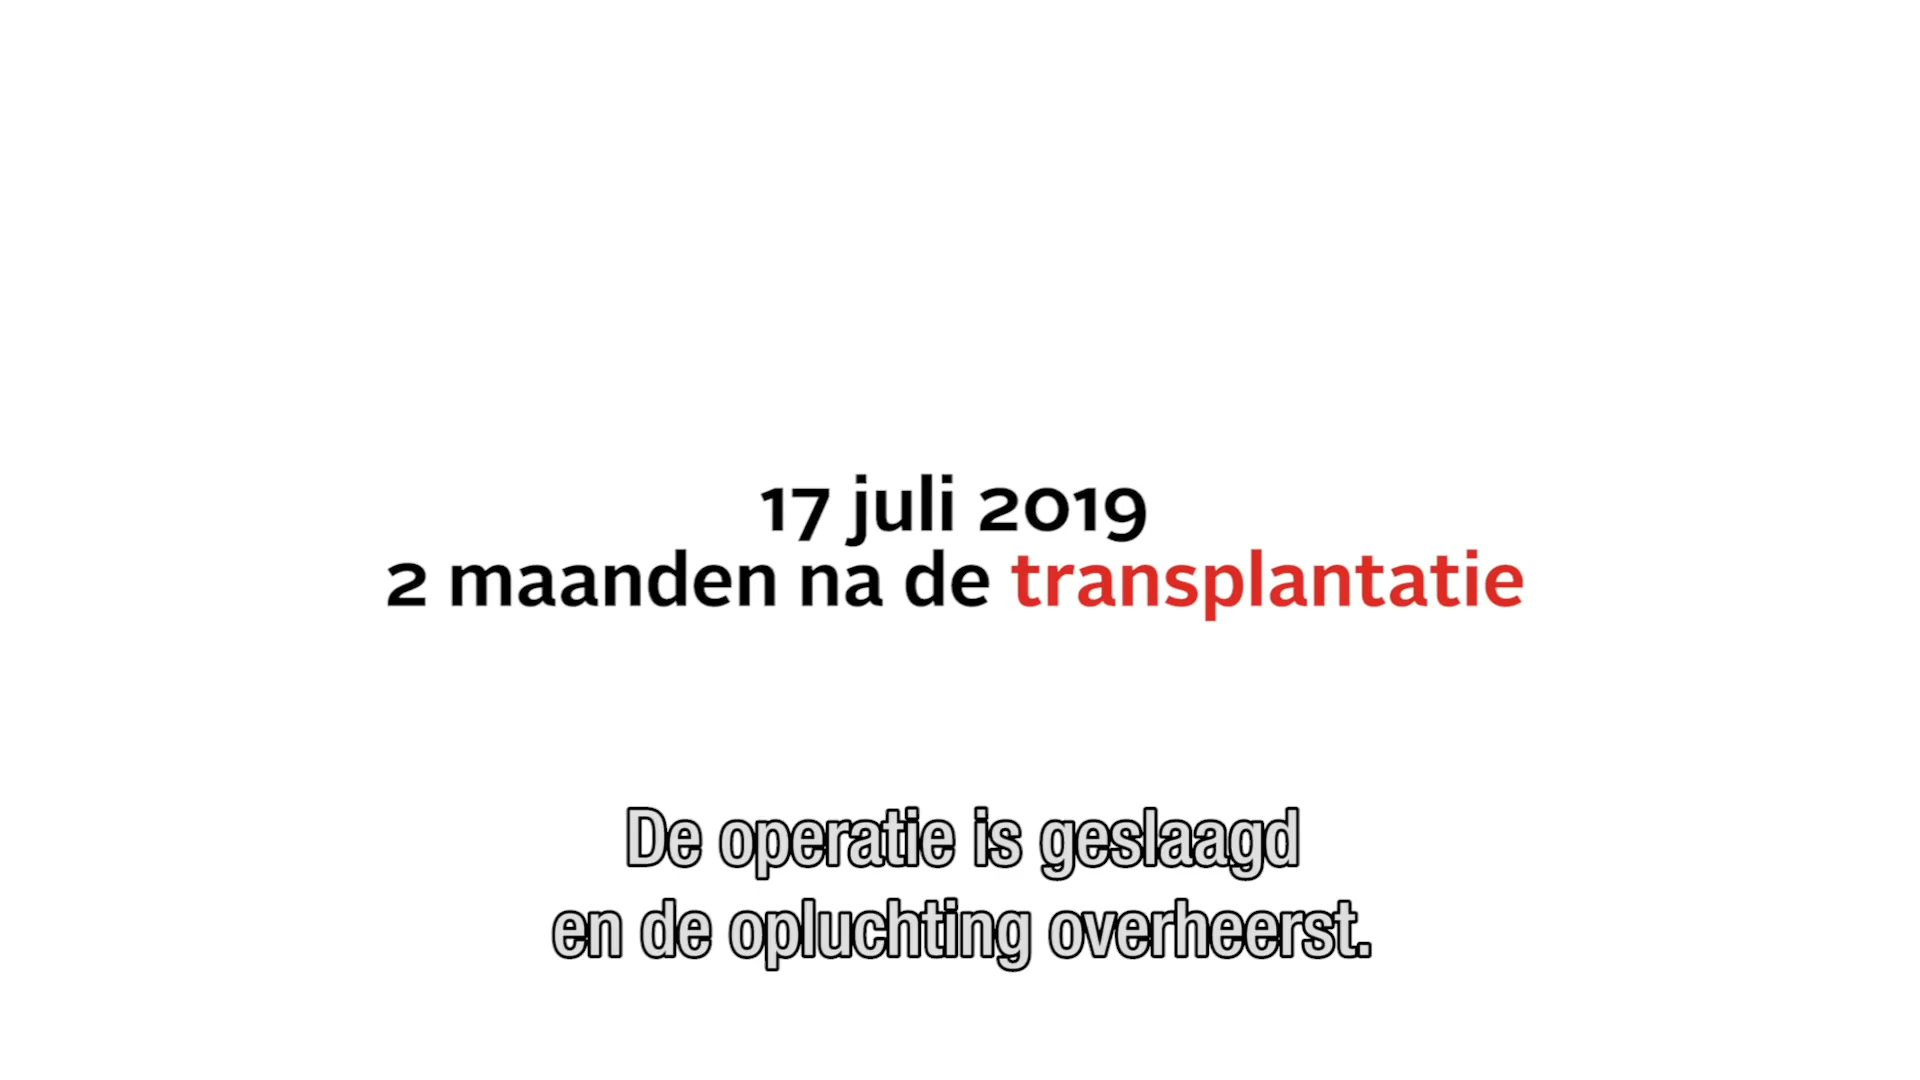 17 juli 2019
2 maanden na de transplantatie
De operatie is geslaagd
en de opluchting overheerst.